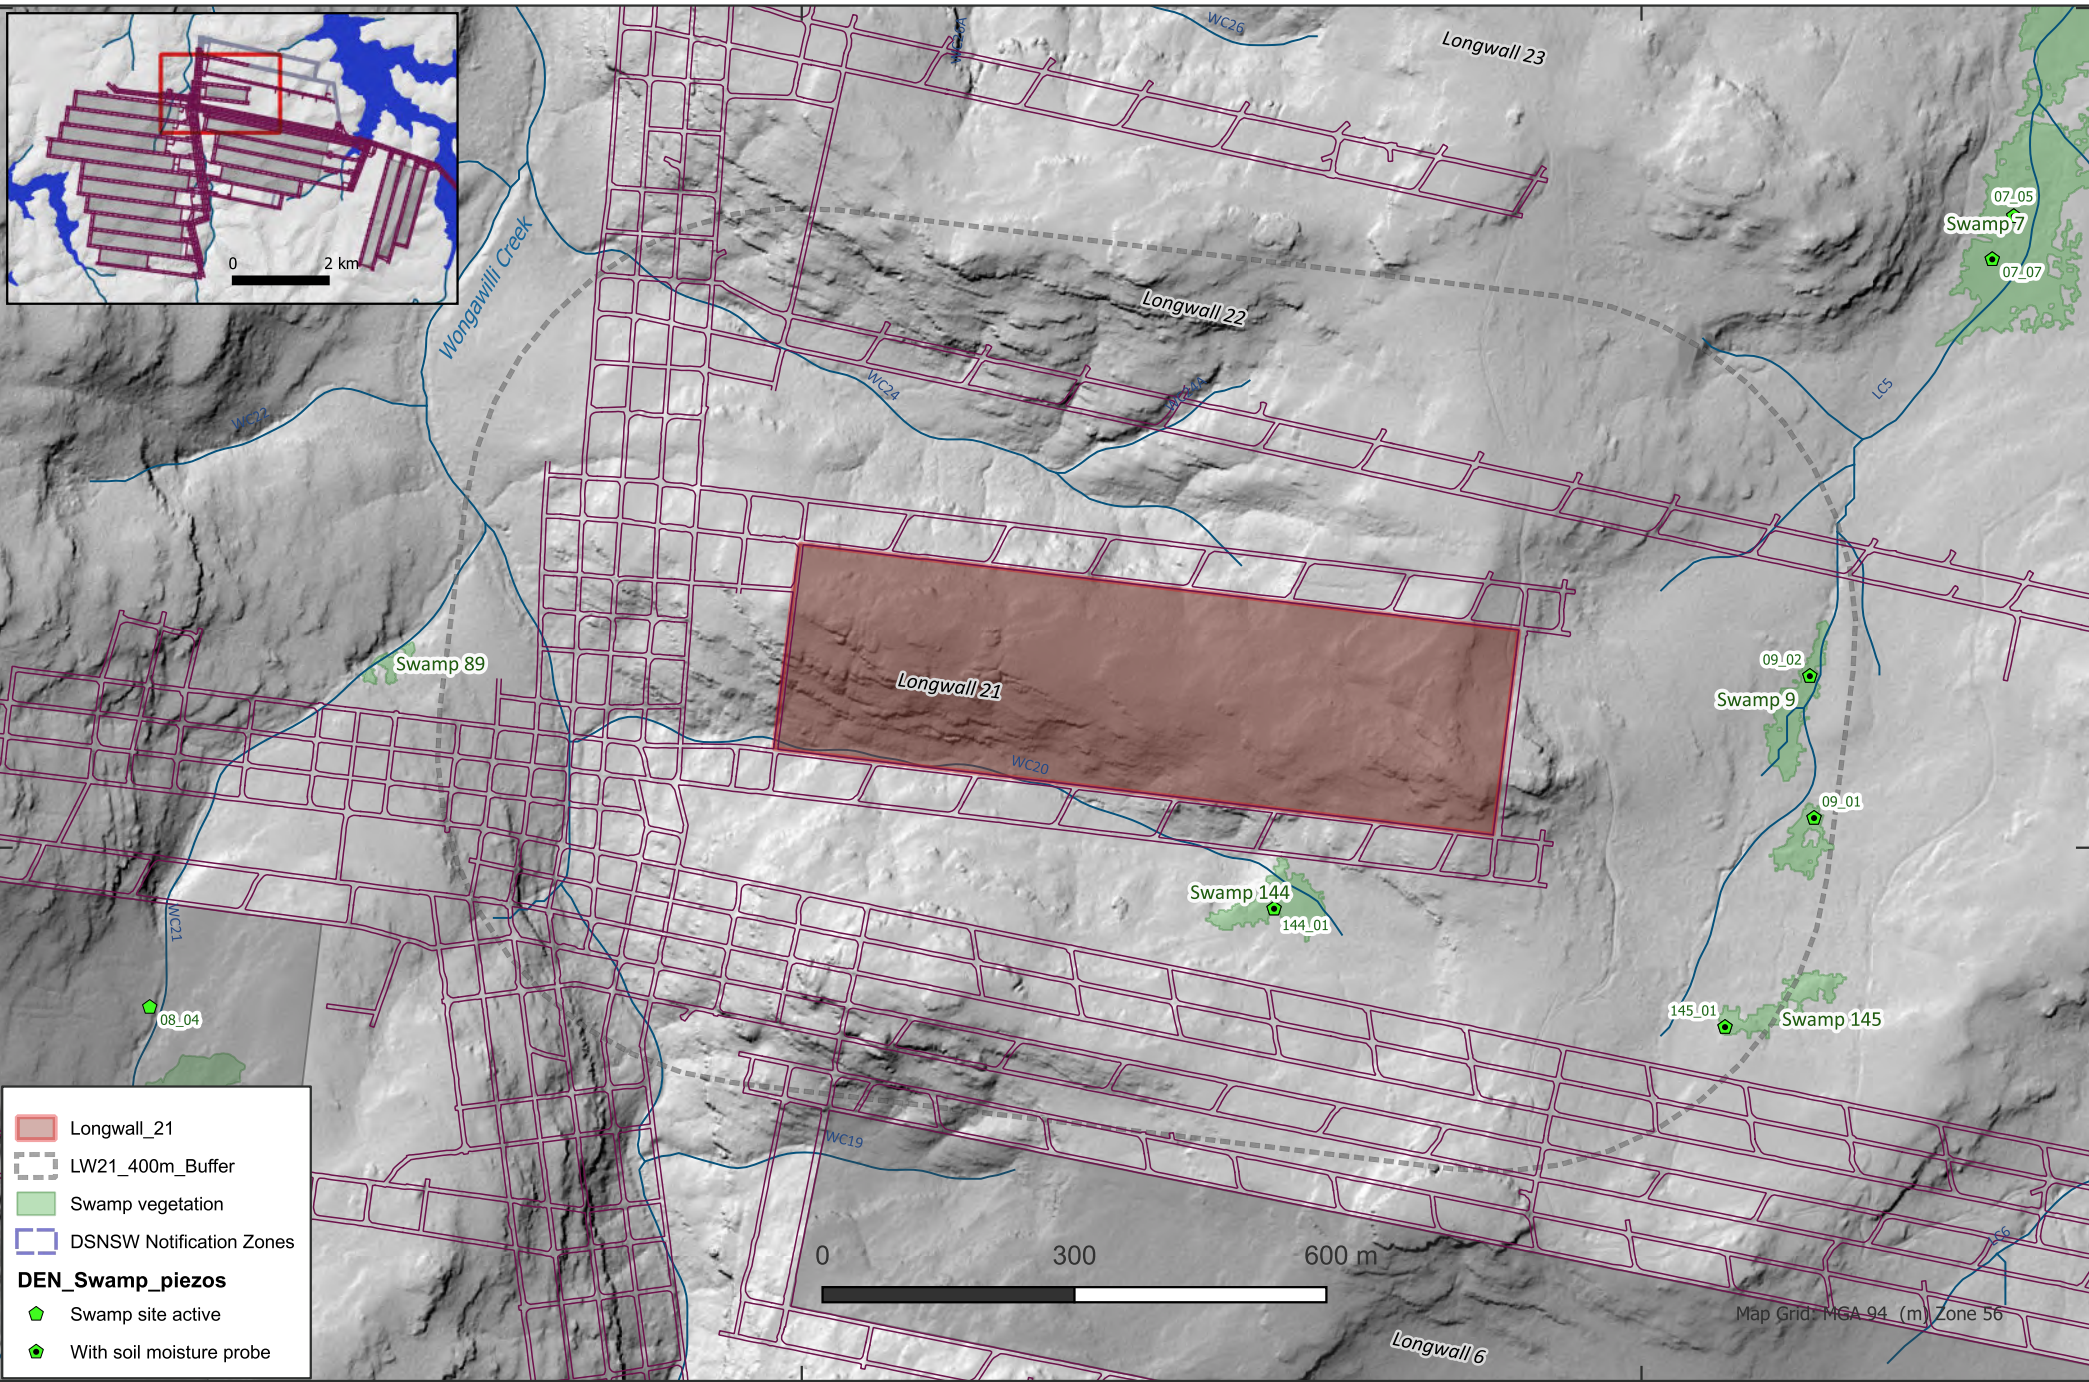 WC26
WC26A
Longwall 23
0
2 km
07_05
Swamp 7
07_07
Wongawilli Creek
Longwall 22
WC24
WC24A
LC5
WC22
Swamp 89
Longwall 21
09_02
Swamp 9
WC20
09_01
Swamp 144
144_01
WC21
08_04
145_01
Swamp 145
WC19
LC6
Longwall_21
LW21_400m_Buffer
Swamp vegetation
DSNSW Notification Zones
DEN_Swamp_piezos
Swamp site active
With soil moisture probe
0
300
600 m
Map Grid: MGA 94 (m) Zone 56
Longwall 6